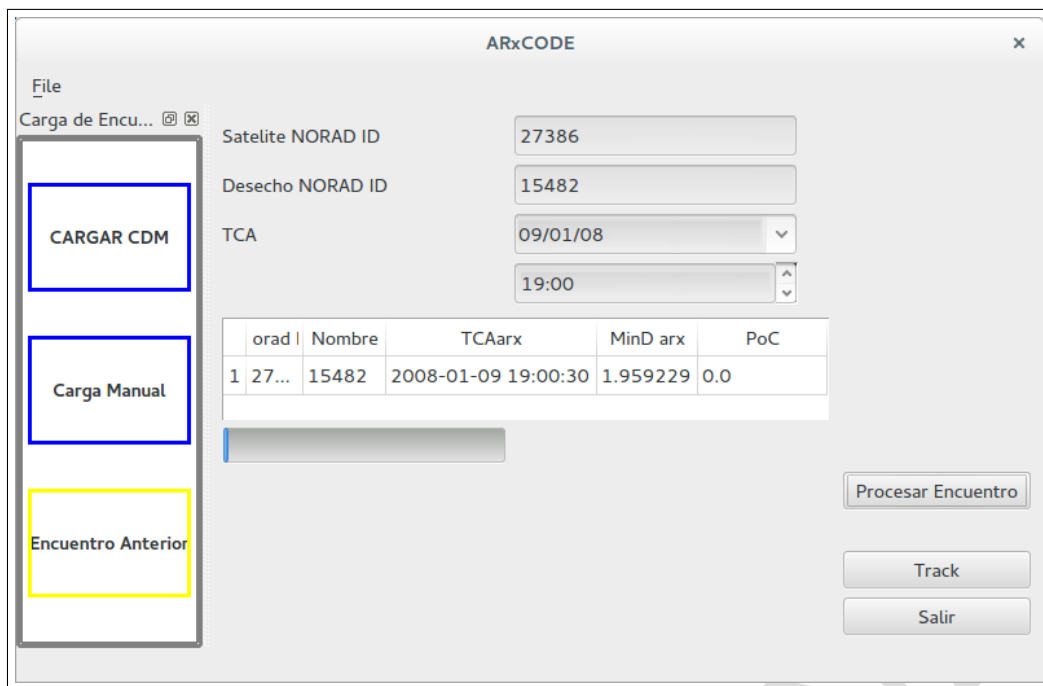 ARxCODE
File
Carga de Encu...
CARGAR CDM
Carga Manual
Encuentro Anterior
Satelite NORAD ID 27386
Desecho NORAD ID 15482
TCA 09/01/08
19:00
orad I Nombre TCAarx MinD arx PoC
1 27... 15482 2008-01-09 19:00:30 1.959229 0.0
Procesar Encuentro
Track
Salir